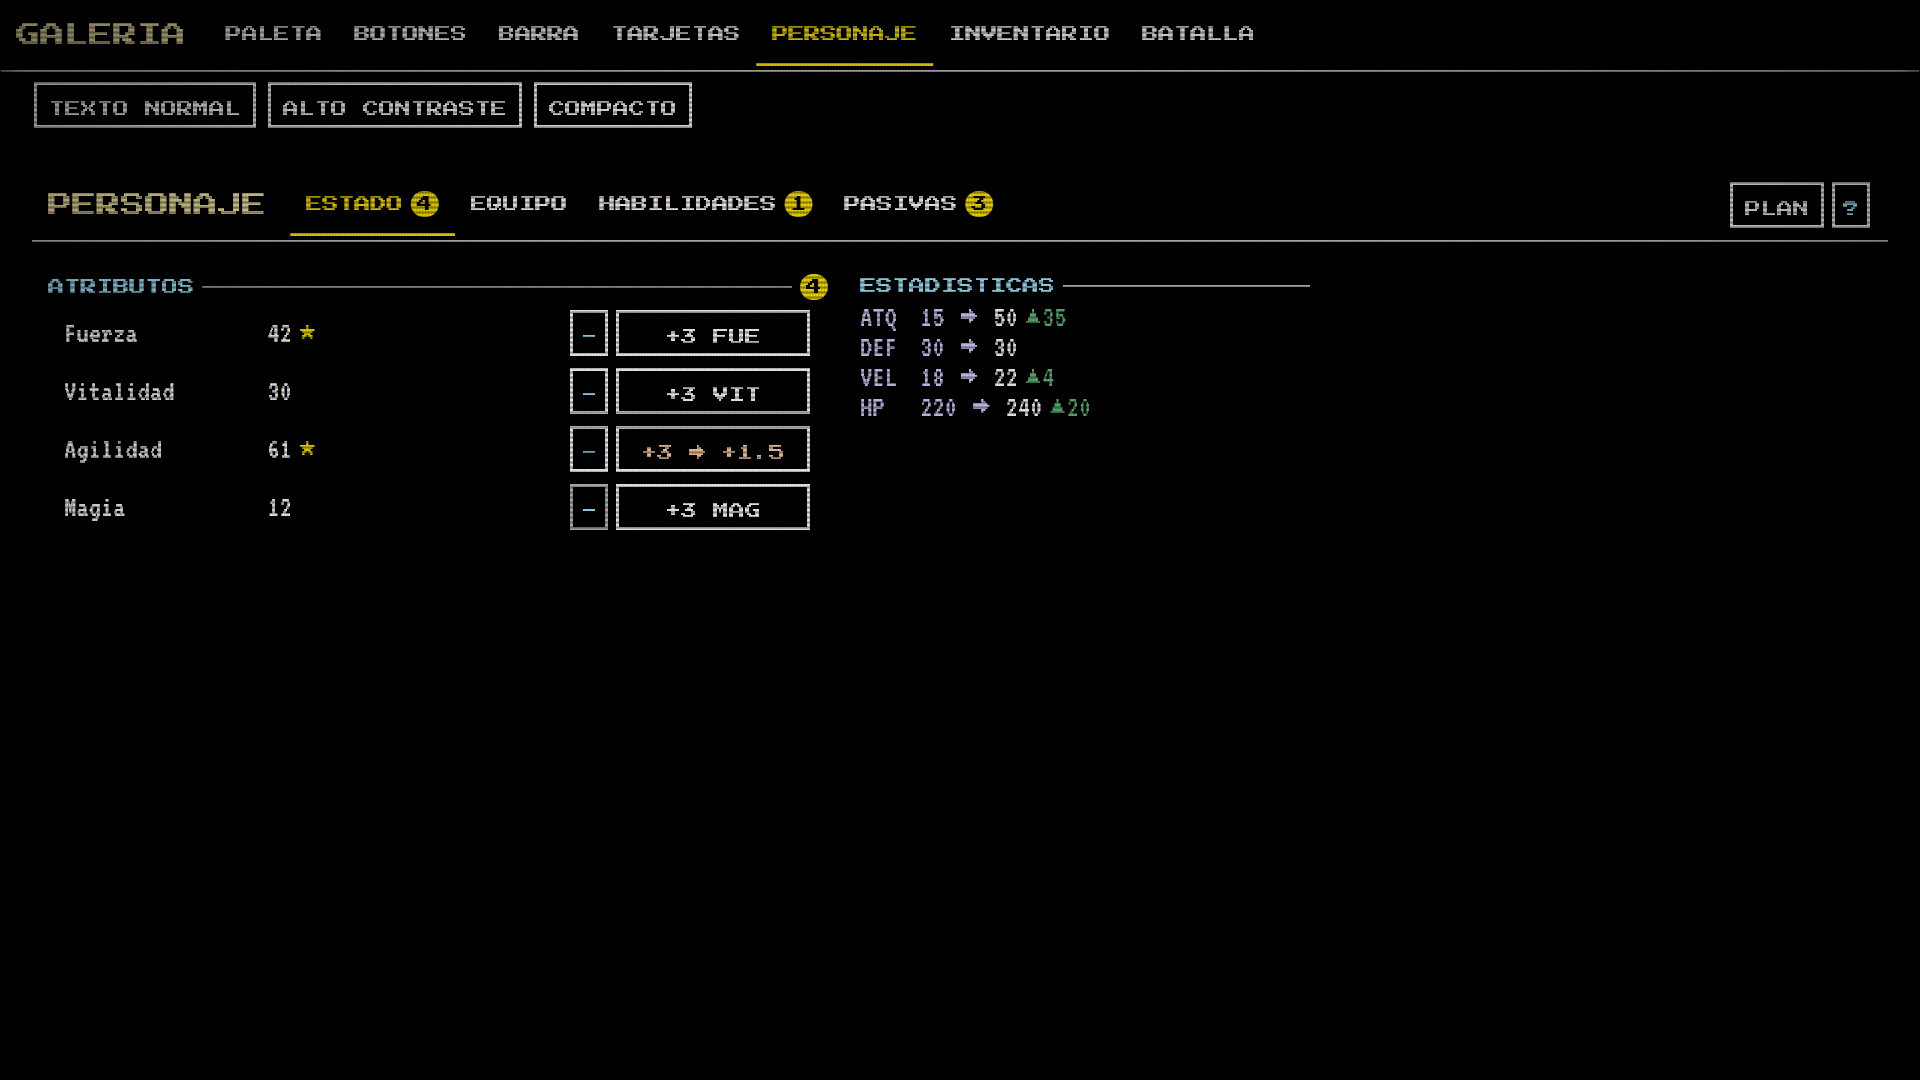 GALERIA PALETA BOTONES BARRA TARJETAS PERSONAJE INVENTARIO BATALLA
TEXTO NORMAL ALTO CONTRASTE COMPACTO
PERSONAJE ESTADO 4 EQUIPO HABILIDADES 1 PASIVAS 3 PLAN ?
ATRIBUTOS 4
Fuerza 42 ★ - +3 FUE
Vitalidad 30 - +3 VIT
Agilidad 61 ★ - +3 → +1.5
Magia 12 - +3 MAG
ESTADISTICAS
ATQ 15 → 50 ▲35
DEF 30 → 30
VEL 18 → 22 ▲4
HP 220 → 240 ▲20